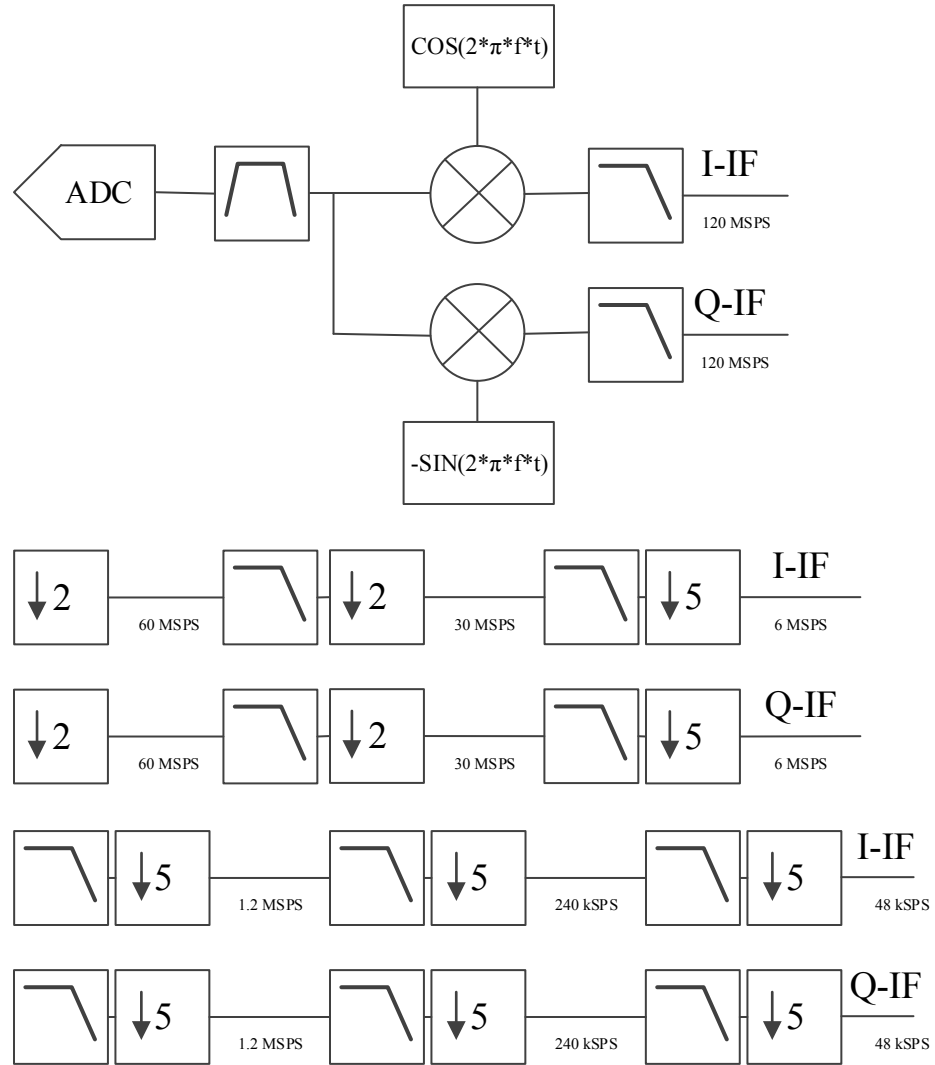 COS(2*π*f*t)
ADC
I-IF
120 MSPS
Q-IF
120 MSPS
-SIN(2*π*f*t)
2
60 MSPS
2
30 MSPS
5
I-IF
6 MSPS
2
60 MSPS
2
30 MSPS
5
Q-IF
6 MSPS
5
1.2 MSPS
5
240 kSPS
5
I-IF
48 kSPS
5
1.2 MSPS
5
240 kSPS
5
Q-IF
48 kSPS